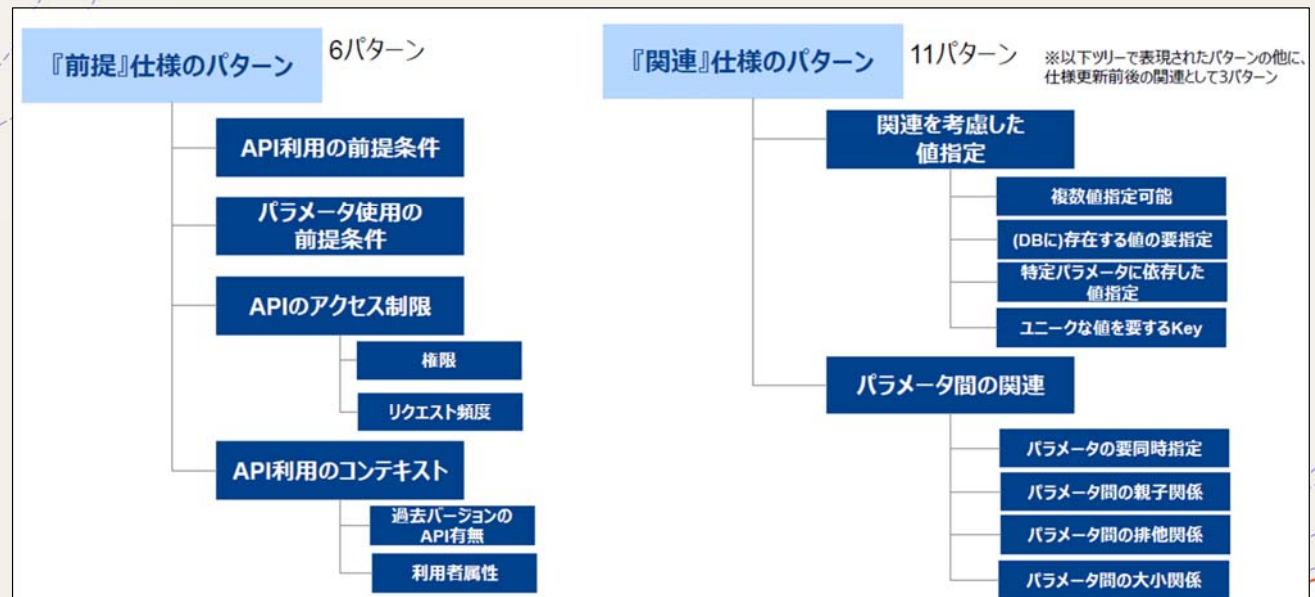 『前提』仕様のパターン
6パターン
API利用の前提条件
パラメータ使用の
前提条件
APIのアクセス制限
権限
リクエスト頻度
API利用のコンテキスト
過去バージョンの
API有無
利用者属性
『関連』仕様のパターン
11パターン
※以下ツリーで表現されたパターンの他に、
仕様更新前後の関連として3パターン
関連を考慮した
値指定
複数値指定可能
(DBに)存在する値の要指定
特定パラメータに依存した
値指定
ユニークな値を要するKey
パラメータ間の関連
パラメータの要同時指定
パラメータ間の親子関係
パラメータ間の排他関係
パラメータ間の大小関係